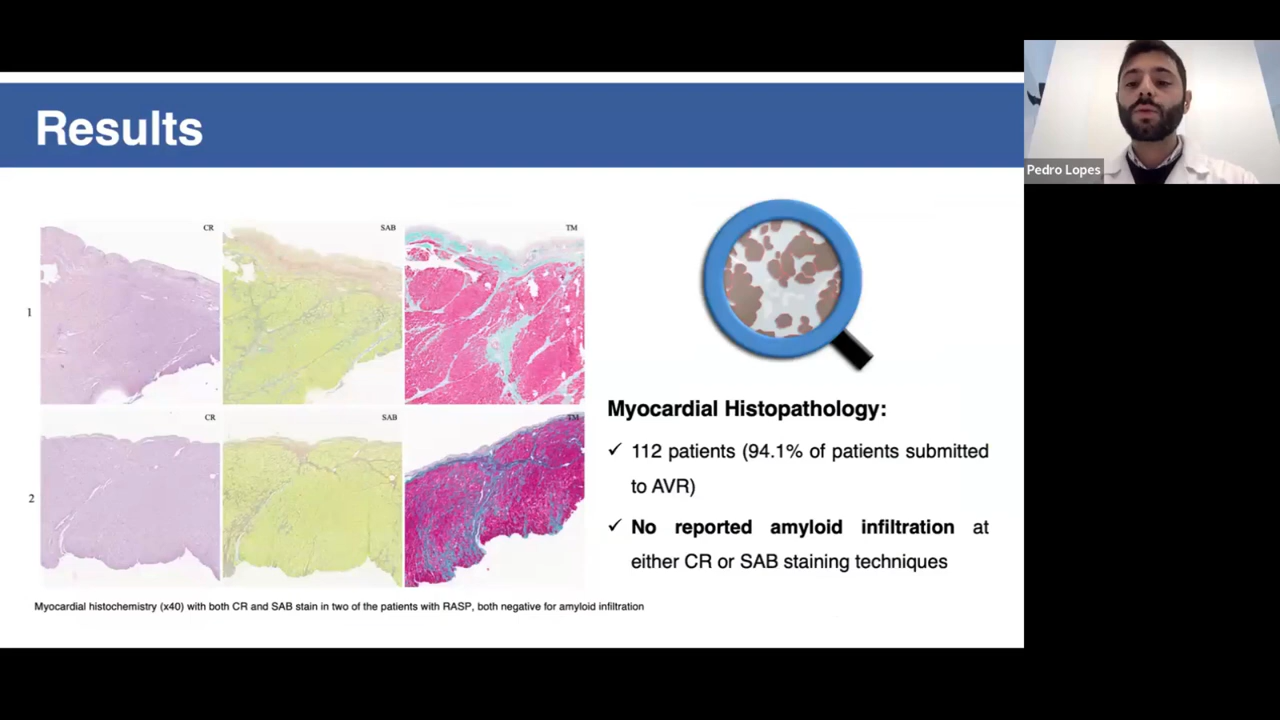 Results
CR
SAB
TM
1
CR
SAB
TM
2
Myocardial histochemistry (x40) with both CR and SAB stain in two of the patients with RASP, both negative for amyloid infiltration
Myocardial Histopathology:
✓ 112 patients (94.1% of patients submitted
to AVR)
✓ No reported amyloid infiltration at
either CR or SAB staining techniques
Pedro Lopes